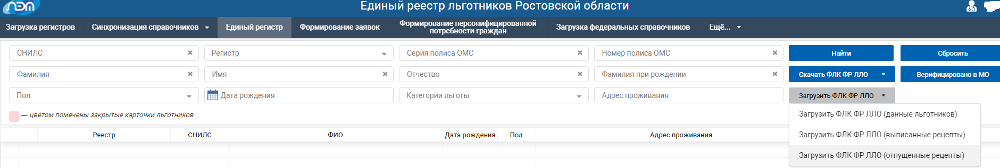 ЛЭМ
Единый реестр льготников Ростовской области
Загрузка регистров
Синхронизация справочников
Единый регистр
Формирование заявок
Формирование персонифицированной
потребности граждан
Загрузка федеральных справочников
Ещё...
СНИЛС
Регистр
Серия полиса ОМС
Номер полиса ОМС
Найти
Сбросить
Фамилия
Имя
Отчество
Фамилия при рождении
Скачать ФЛК ФР ЛЛО
Верифицировано в МО
Пол
Дата рождения
Категории льготы
Адрес проживания
Загрузить ФЛК ФР ЛЛО
— цветом помечены закрытые карточки льготников
Загрузить ФЛК ФР ЛЛО (данные льготников)
Загрузить ФЛК ФР ЛЛО (выписанные рецепты)
Загрузить ФЛК ФР ЛЛО (отпущенные рецепты)
Реестр
СНИЛС
ФИО
Дата рождения
Пол
Адрес проживания